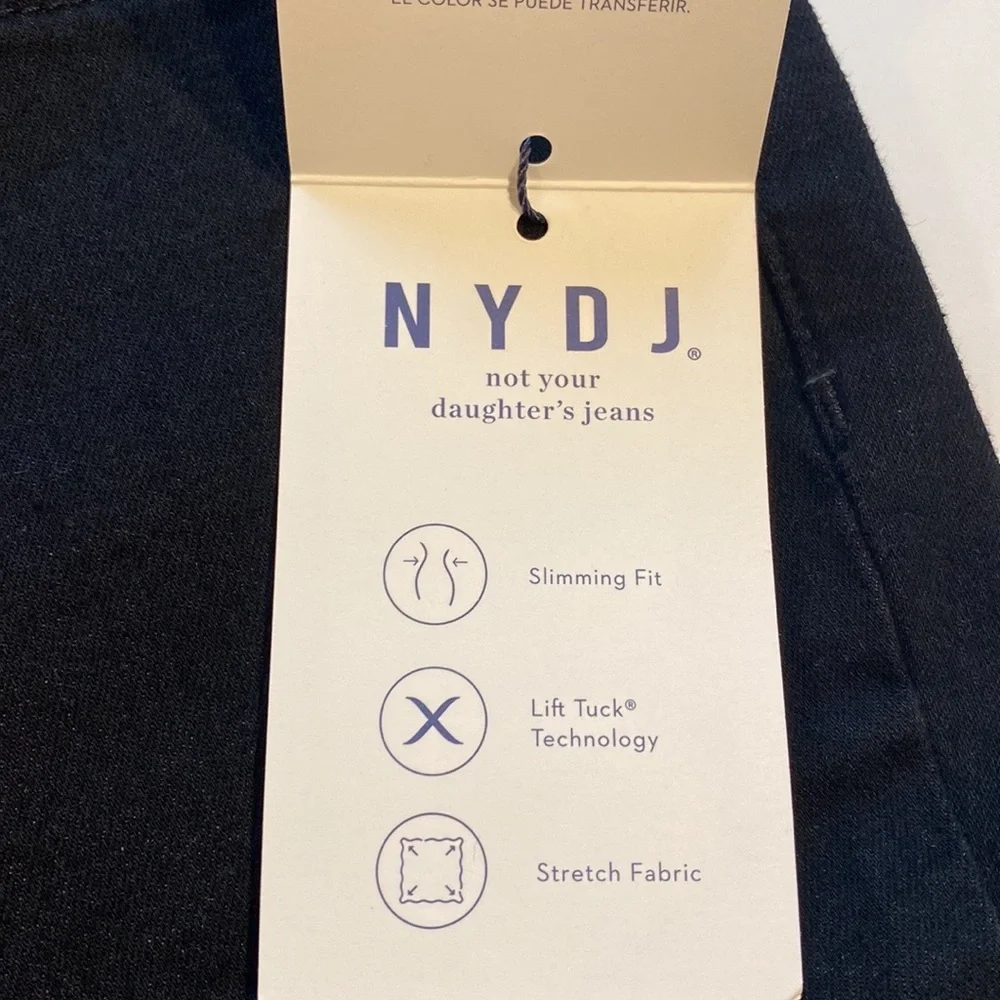 EL COLOR SE PUEDE TRANSFERIR.
NYDJ®
not your
daughter's jeans
Slimming Fit
Lift Tuck®
Technology
Stretch Fabric